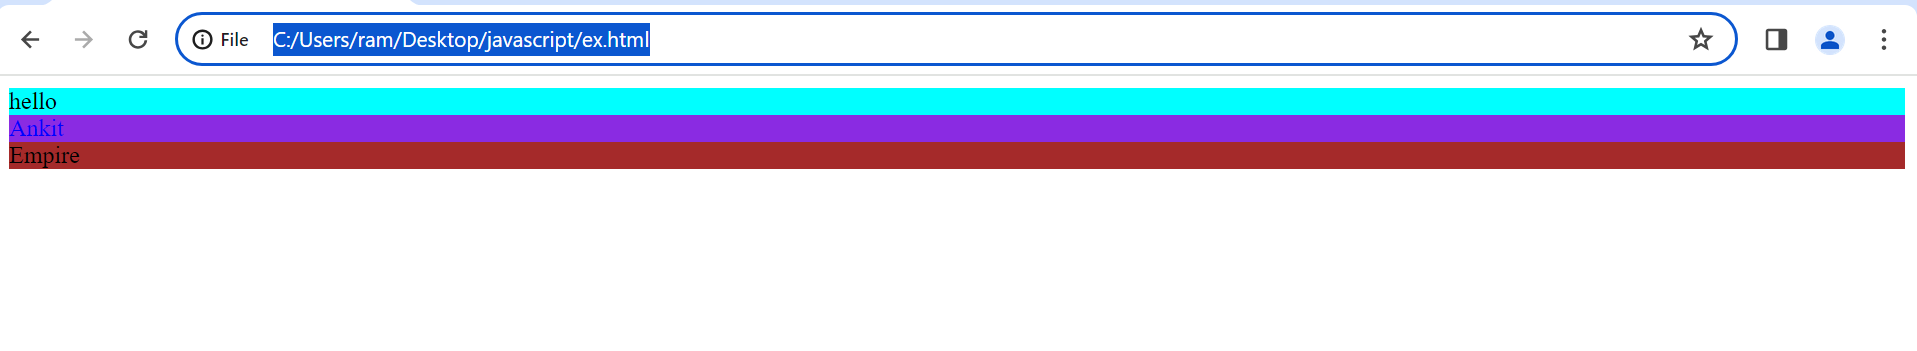 File C:/Users/ram/Desktop/javascript/ex.html
hello
Ankit
Empire